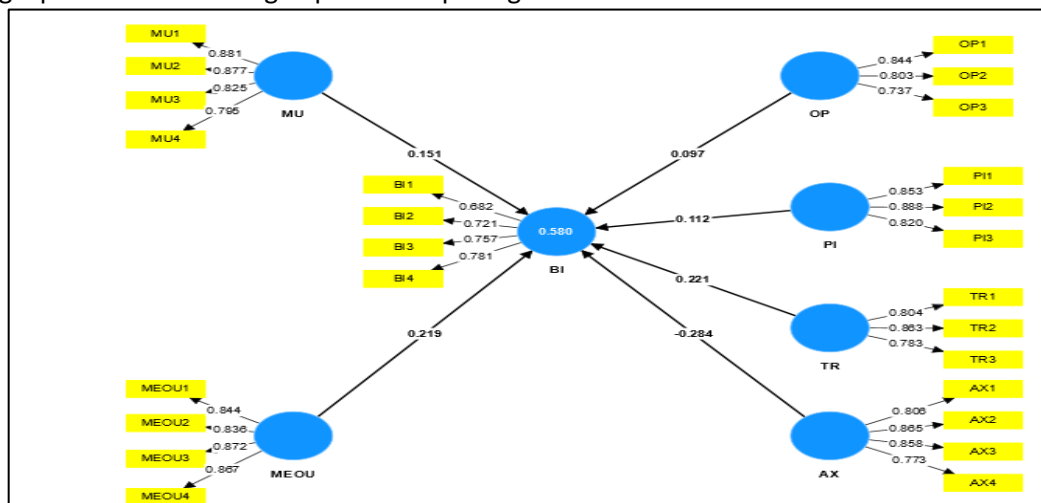 MU1
MU2
MU3
MU4
0.881
0.877
0.825
0.795
MU
0.151
OP1
OP2
OP3
0.844
0.803
0.737
OP
0.097
BI1
BI2
BI3
BI4
0.682
0.721
0.757
0.781
0.580
BI
PI1
PI2
PI3
0.853
0.888
0.820
PI
0.112
TR1
TR2
TR3
0.804
0.863
0.783
TR
0.221
MEOU1
MEOU2
MEOU3
MEOU4
0.844
0.836
0.872
0.867
MEOU
0.219
AX1
AX2
AX3
AX4
0.806
0.865
0.858
0.773
AX
-0.284